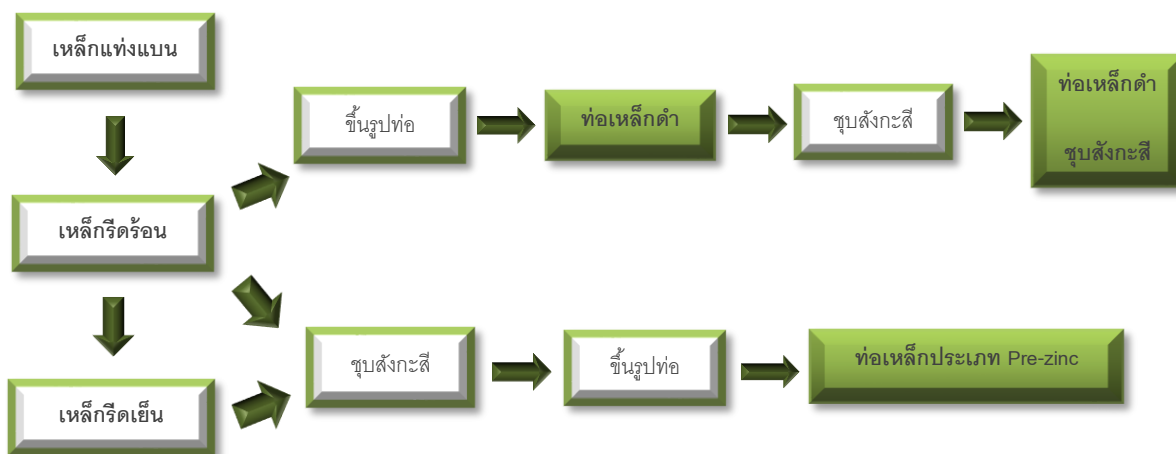 เหล็กแท่งแบน
ขึ้นรูปท่อ
ท่อเหล็กดำ
ชุบสังกะสี
ท่อเหล็กดำ
ชุบสังกะสี
เหล็กรีดร้อน
ชุบสังกะสี
ขึ้นรูปท่อ
ท่อเหล็กประเภท Pre-zinc
เหล็กรีดเย็น